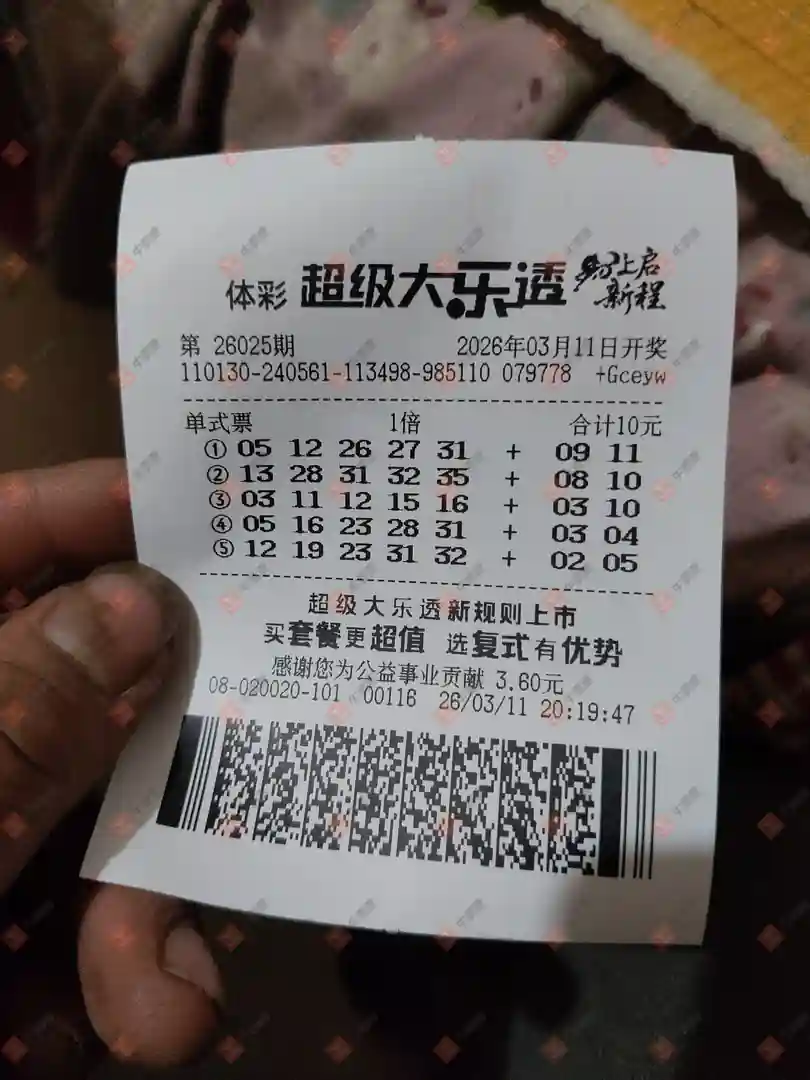 体彩 超级大乐透 马上启
新程
第 26025期 2026年03月11日开奖
110130-240561-113498-985110 079778 +Gceyw
单式票 1倍 合计10元
① 05 12 26 27 31 + 09 11
② 13 28 31 32 35 + 08 10
③ 03 11 12 15 16 + 03 10
④ 05 16 23 28 31 + 03 04
⑤ 12 19 23 31 32 + 02 05
超级大乐透新规则上市
买套餐更超值 选复式有优势
感谢您为公益事业贡献 3.60元
08-020020-101 00116 26/03/11 20:19:47